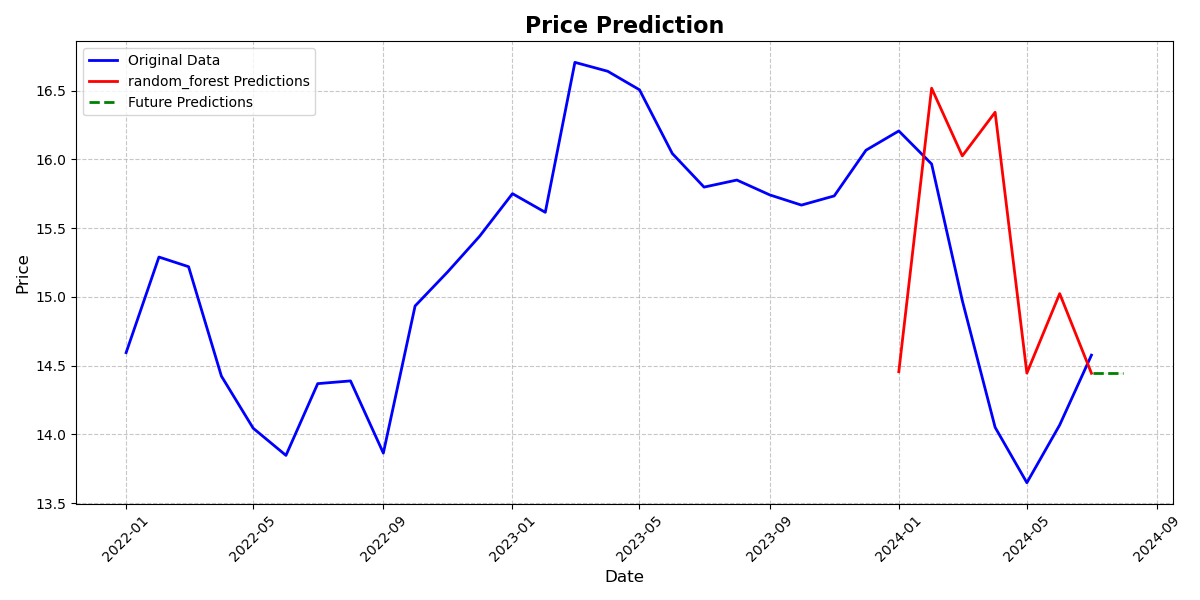 Price Prediction
Original Data
random_forest Predictions
Future Predictions
Price
16.5
16.0
15.5
15.0
14.5
14.0
13.5
2022-01
2022-05
2022-09
2023-01
2023-05
2023-09
2024-01
2024-05
2024-09
Date